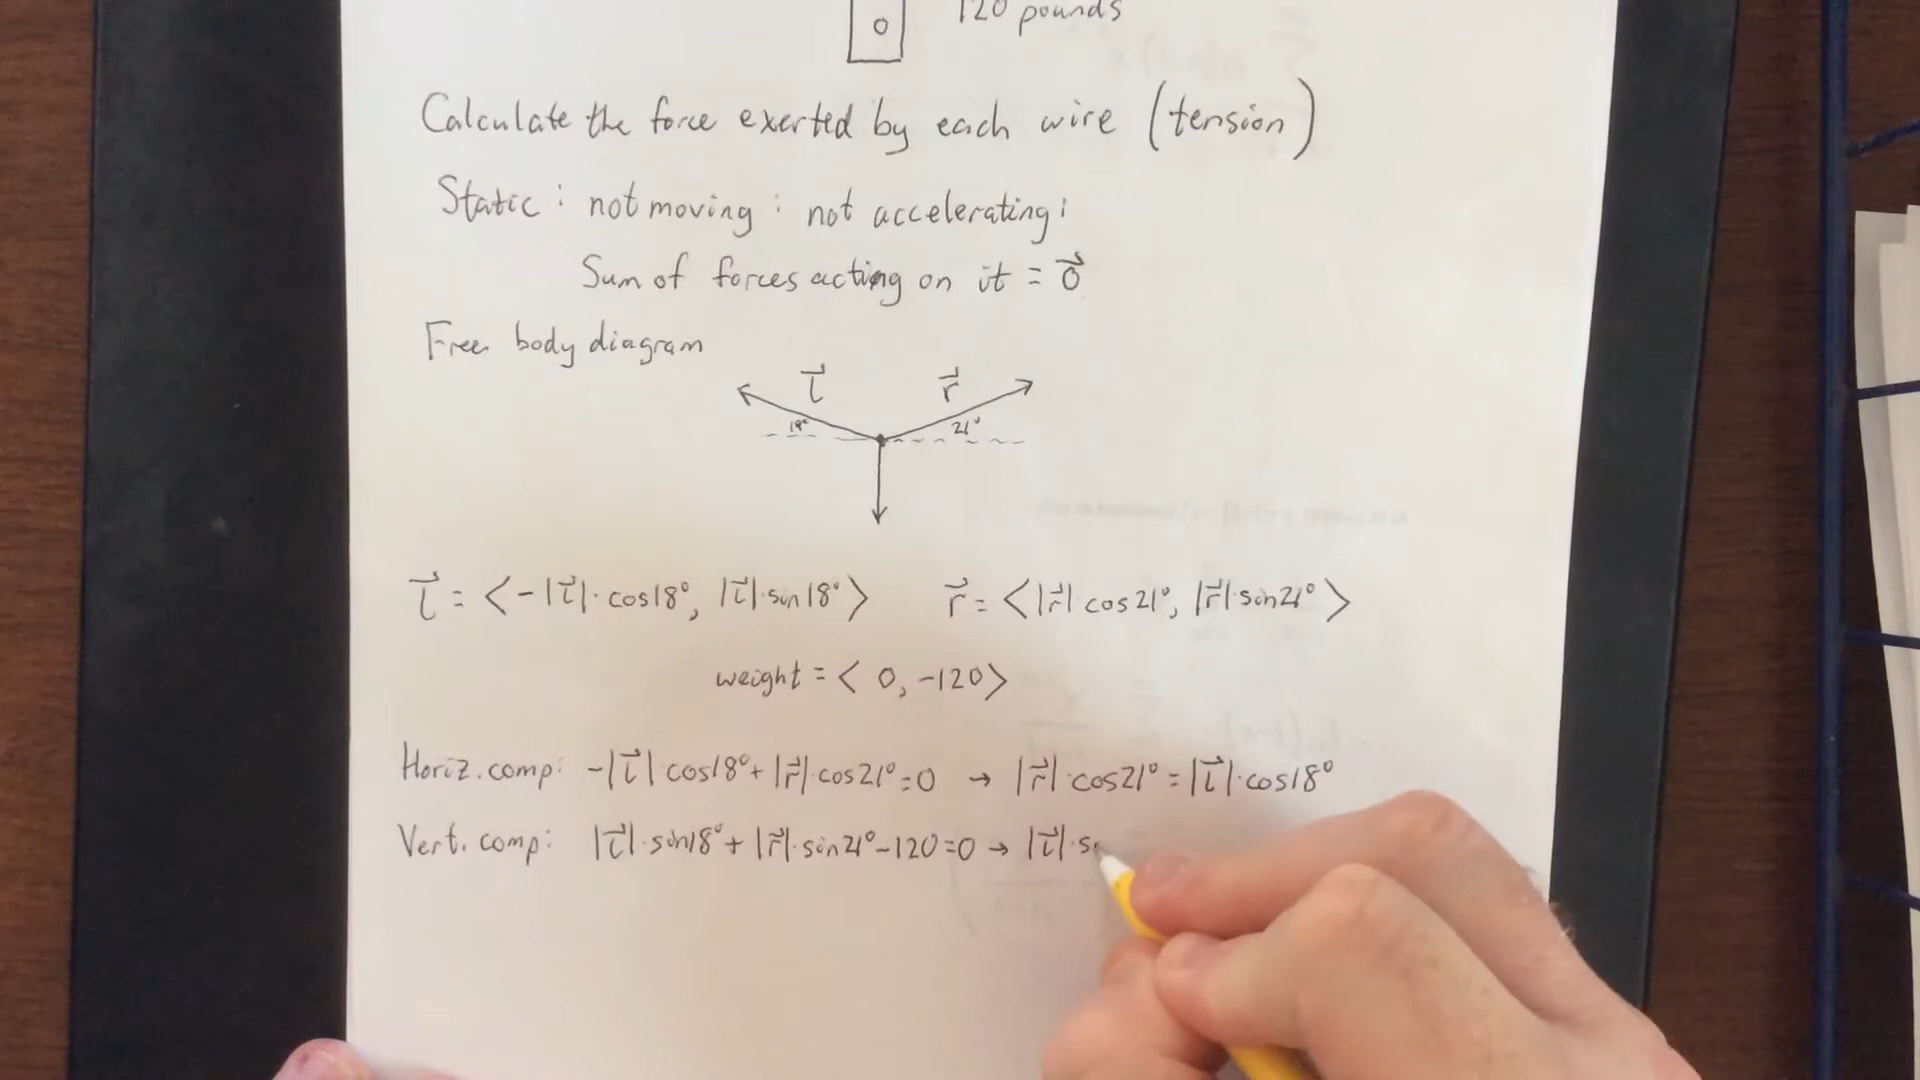 120 pounds
Calculate the force exerted by each wire (tension)
Static : not moving : not accelerating :
Sum of forces acting on it = 0⃗
Free body diagram
l⃗ r⃗
18° 21°
l⃗ = <-|l⃗|·cos18°, |l⃗|·sin18°> r⃗ = <|r⃗| cos21°, |r⃗|·sin21°>
weight = < 0, -120>
Horiz. comp: -|l⃗| cos18° + |r⃗|·cos21° = 0 → |r⃗|·cos21° = |l⃗|·cos18°
Vert. comp: |l⃗|·sin18° + |r⃗|·sin21° - 120 = 0 → |l⃗|·s